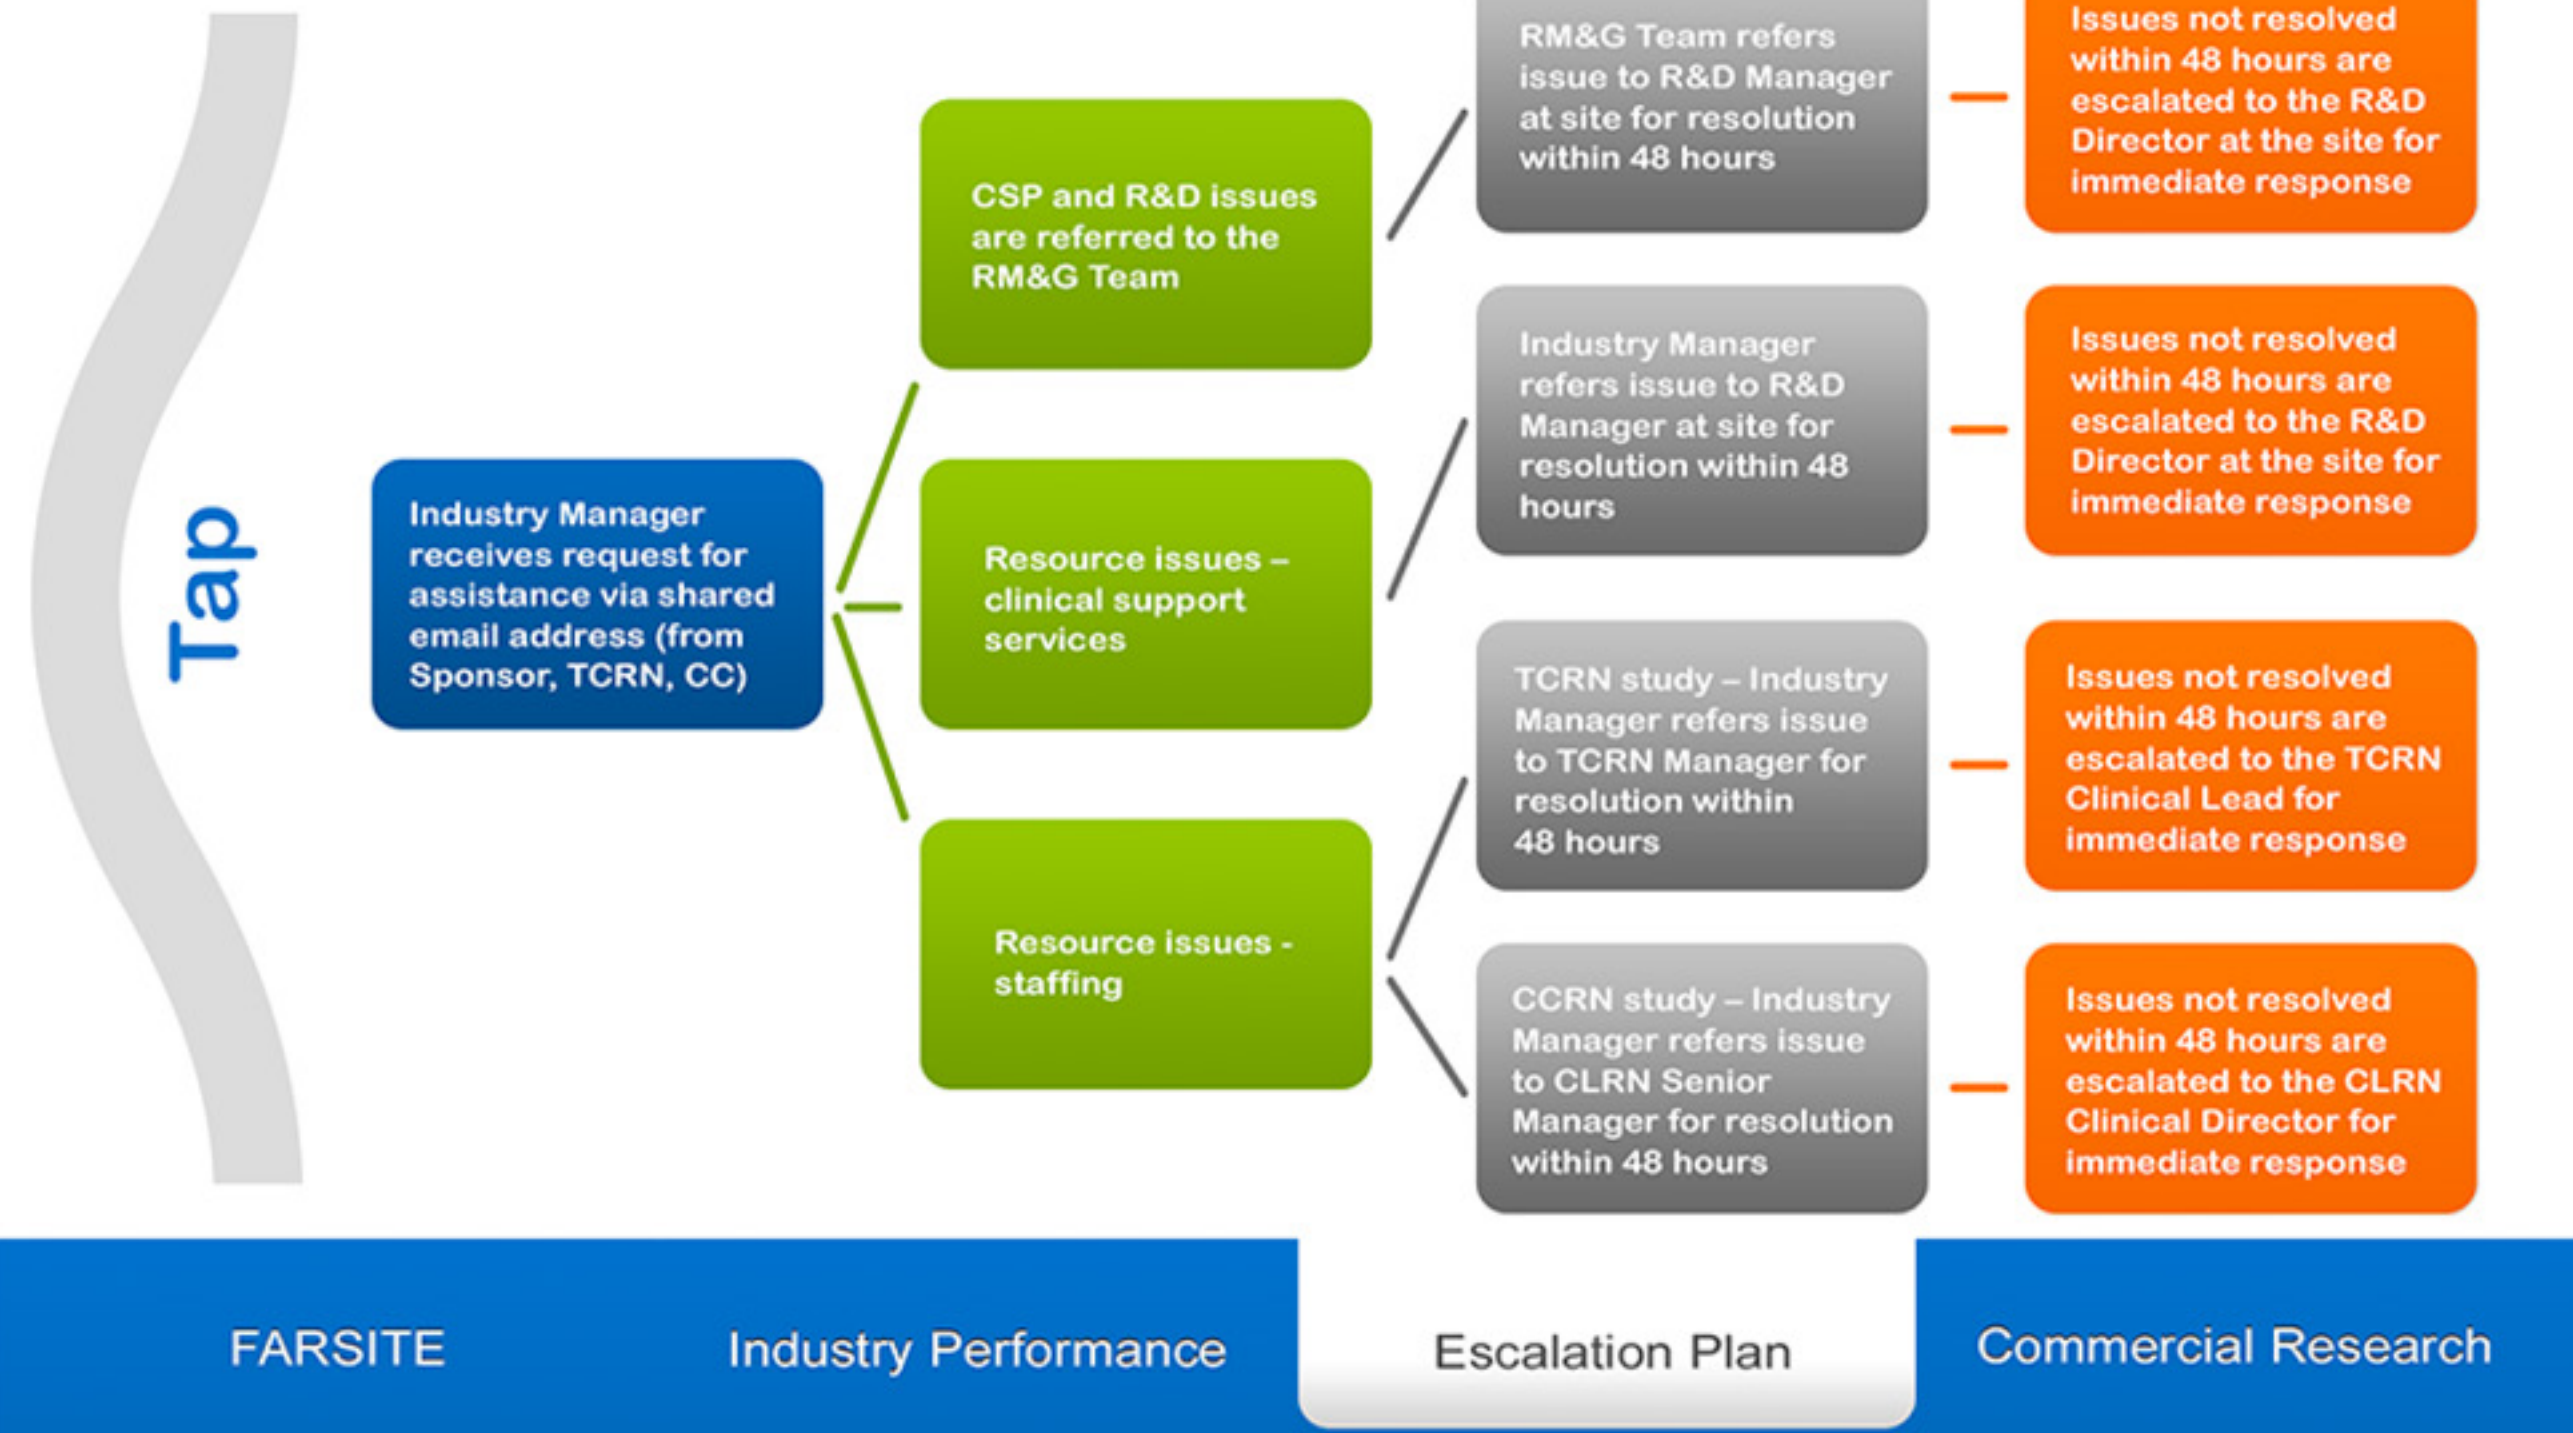 Tap
Industry Manager
receives request for
assistance via shared
email address (from
Sponsor, TCRN, CC)
CSP and R&D issues
are referred to the
RM&G Team
Resource issues –
clinical support
services
Resource issues -
staffing
RM&G Team refers
issue to R&D Manager
at site for resolution
within 48 hours
Industry Manager
refers issue to R&D
Manager at site for
resolution within 48
hours
TCRN study – Industry
Manager refers issue
to TCRN Manager for
resolution within
48 hours
CCRN study – Industry
Manager refers issue
to CLRN Senior
Manager for resolution
within 48 hours
Issues not resolved
within 48 hours are
escalated to the R&D
Director at the site for
immediate response
Issues not resolved
within 48 hours are
escalated to the R&D
Director at the site for
immediate response
Issues not resolved
within 48 hours are
escalated to the TCRN
Clinical Lead for
immediate response
Issues not resolved
within 48 hours are
escalated to the CLRN
Clinical Director for
immediate response
FARSITE
Industry Performance
Escalation Plan
Commercial Research